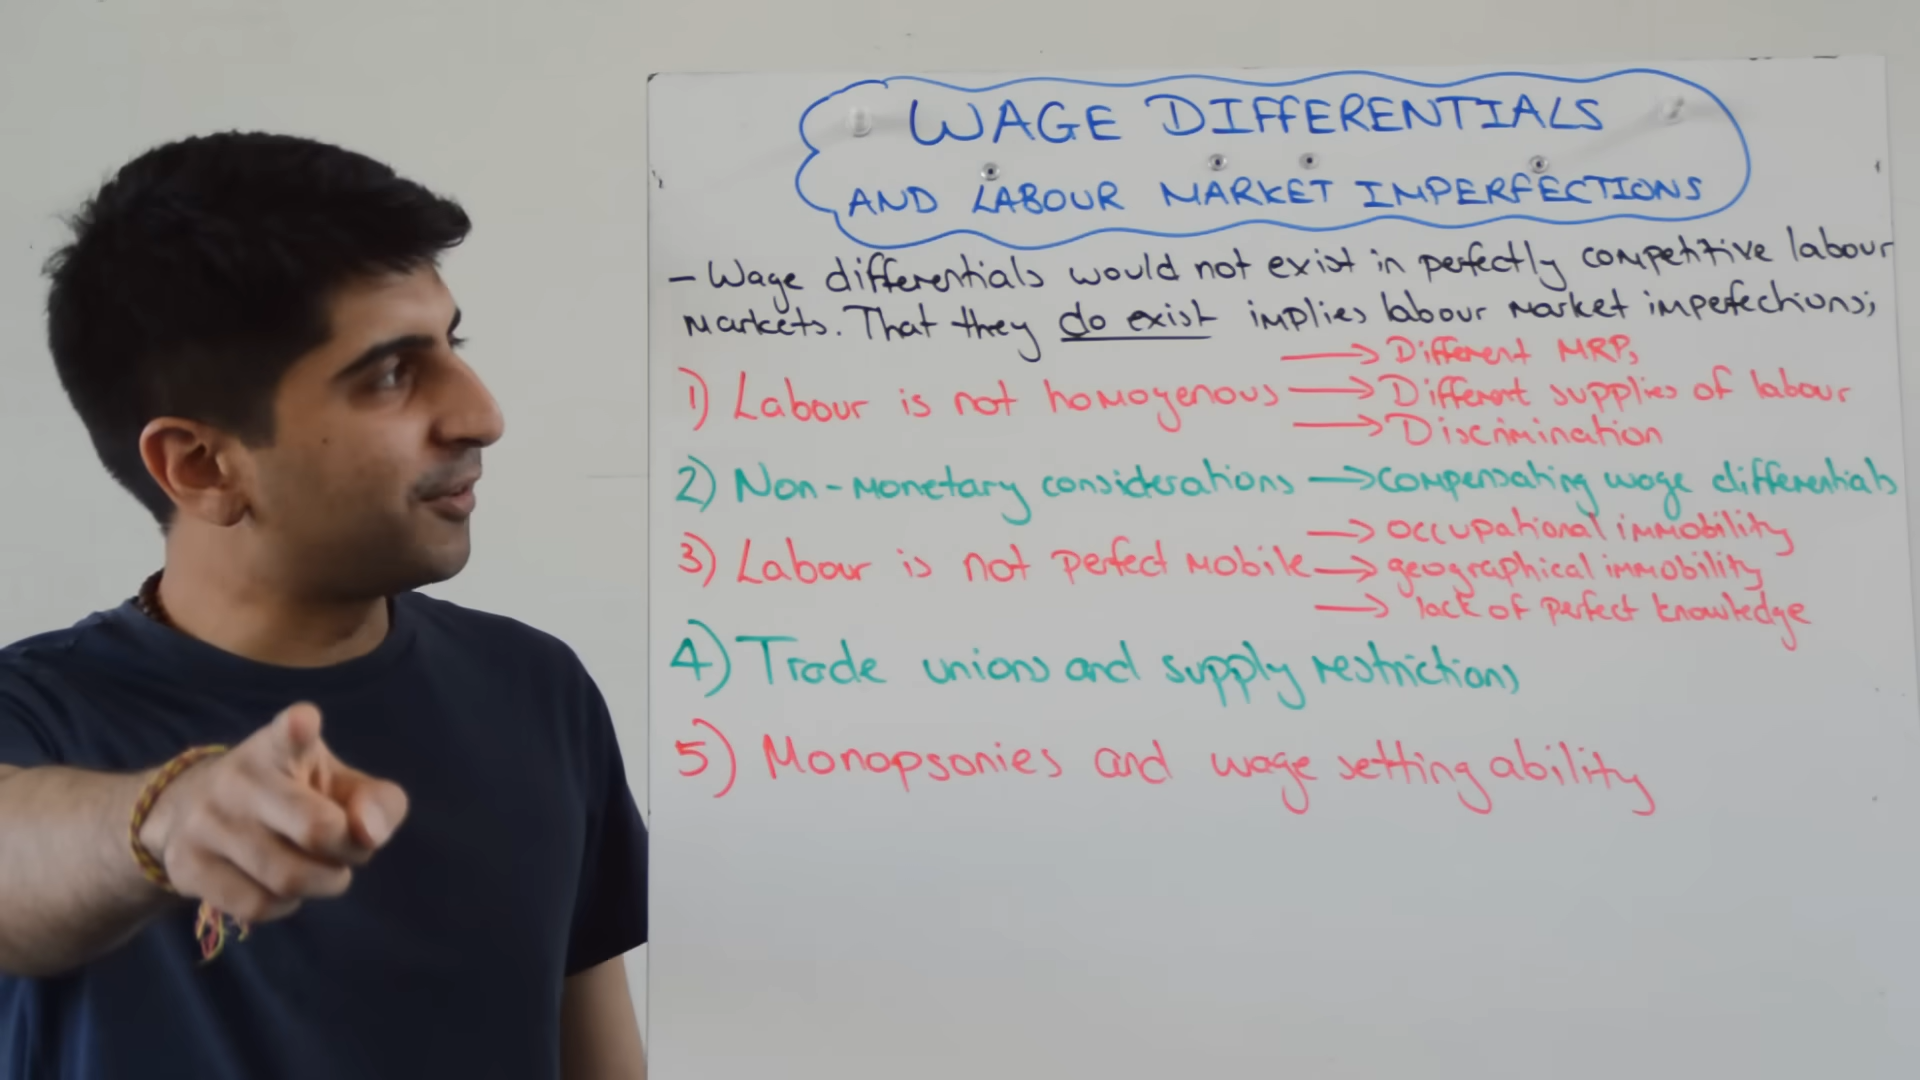 WAGE DIFFERENTIALS
AND LABOUR MARKET IMPERFECTIONS
- Wage differentials would not exist in perfectly competitive labour
markets. That they do exist implies labour market imperfections;
→ Different MRPs
1) Labour is not homogenous → Different supplies of labour
→ Discrimination
2) Non-monetary considerations → compensating wage differentials
→ occupational immobility
3) Labour is not perfect mobile → geographical immobility
→ lack of perfect knowledge
4) Trade unions and supply restrictions
5) Monopsonies and wage setting ability